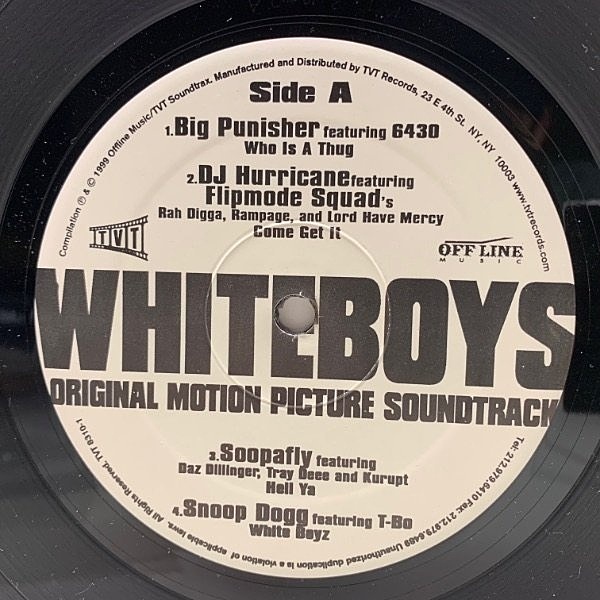 Compilation ℗ & © 1999 Offline Music/TVT Soundtrax. Manufactured and Distributed by TVT Records, 23 E 4th St. NY, NY 10003 www.tvtrecords.com
Side A
1.Big Punisher featuring 6430
Who Is A Thug
2.DJ Hurricane featuring
Flipmode Squad's
Rah Digga, Rampage, and Lord Have Mercy
Come Get It
TVT
OFF LINE
MUSIC
WHITEBOYS
ORIGINAL MOTION PICTURE SOUNDTRACK
3.Soopafly featuring
Daz Dillinger, Tray Deee and Kurupt
Hell Ya
4.Snoop Dogg featuring T-Bo
White Boyz
Tel: 212.979.6410 Fax: 212.979.6489 Unauthorized duplication is a violation of applicable laws. All Rights Reserved. TVT 8310-1